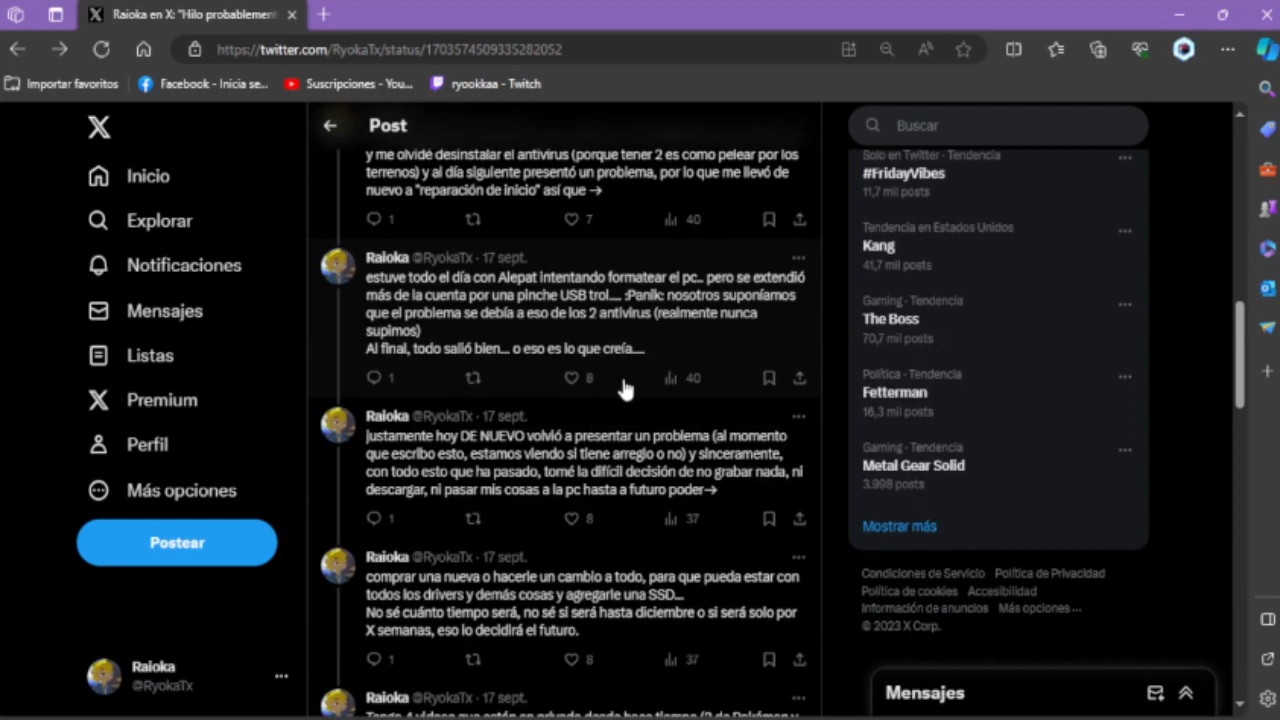 Raioka en X: "Hilo probablement
https://twitter.com/RyokaTx/status/1703574509335282052
Importar favoritos
Facebook - Inicia se...
Suscripciones - You...
ryookkaa - Twitch
Inicio
Explorar
Notificaciones
Mensajes
Listas
Premium
Perfil
Más opciones
Postear
Raioka
@RyokaTx
Post
y me olvidé desinstalar el antivirus (porque tener 2 es como pelear por los
terrenos) y al día siguiente presentó un problema, por lo que me llevó de
nuevo a "reparación de inicio" así que →
1 7 40
Raioka @RyokaTx · 17 sept.
estuve todo el día con Alepat intentando formatear el pc... pero se extendió
más de la cuenta por una pinche USB trol.... :Panik: nosotros suponíamos
que el problema se debía a eso de los 2 antivirus (realmente nunca
supimos)
Al final, todo salió bien... o eso es lo que creía....
1 8 40
Raioka @RyokaTx · 17 sept.
justamente hoy DE NUEVO volvió a presentar un problema (al momento
que escribo esto, estamos viendo si tiene arreglo o no) y sinceramente,
con todo esto que ha pasado, tomé la difícil decisión de no grabar nada, ni
descargar, ni pasar mis cosas a la pc hasta a futuro poder→
1 8 37
Raioka @RyokaTx · 17 sept.
comprar una nueva o hacerle un cambio a todo, para que pueda estar con
todos los drivers y demás cosas y agregarle una SSD...
No sé cuánto tiempo será, no sé si será hasta diciembre o si será solo por
X semanas, eso lo decidirá el futuro.
1 8 37
Raioka @RyokaTx · 17 sept.
Tengo 4 videos que están en privado desde hace tiempo (2 de Pokémon y
Buscar
Solo en Twitter · Tendencia
#FridayVibes
11,7 mil posts
Tendencia en Estados Unidos
Kang
41,7 mil posts
Gaming · Tendencia
The Boss
70,7 mil posts
Política · Tendencia
Fetterman
16,3 mil posts
Gaming · Tendencia
Metal Gear Solid
3.998 posts
Mostrar más
Condiciones de Servicio Política de Privacidad
Política de cookies Accesibilidad
Información de anuncios Más opciones ···
© 2023 X Corp.
Mensajes